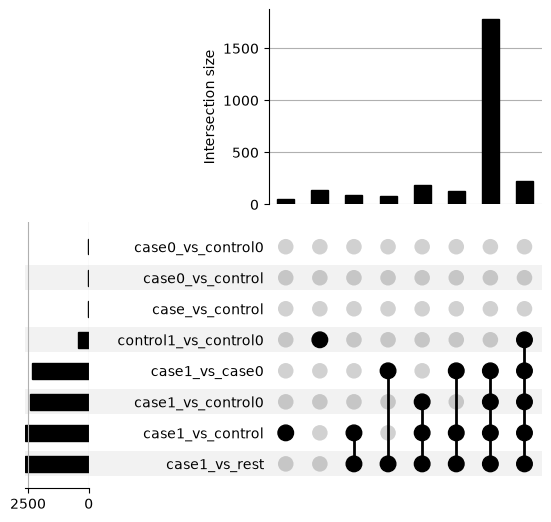 Intersection size
1500
1000
500
0
case0_vs_control0
case0_vs_control
case_vs_control
control1_vs_control0
case1_vs_case0
case1_vs_control0
case1_vs_control
case1_vs_rest
2500 0